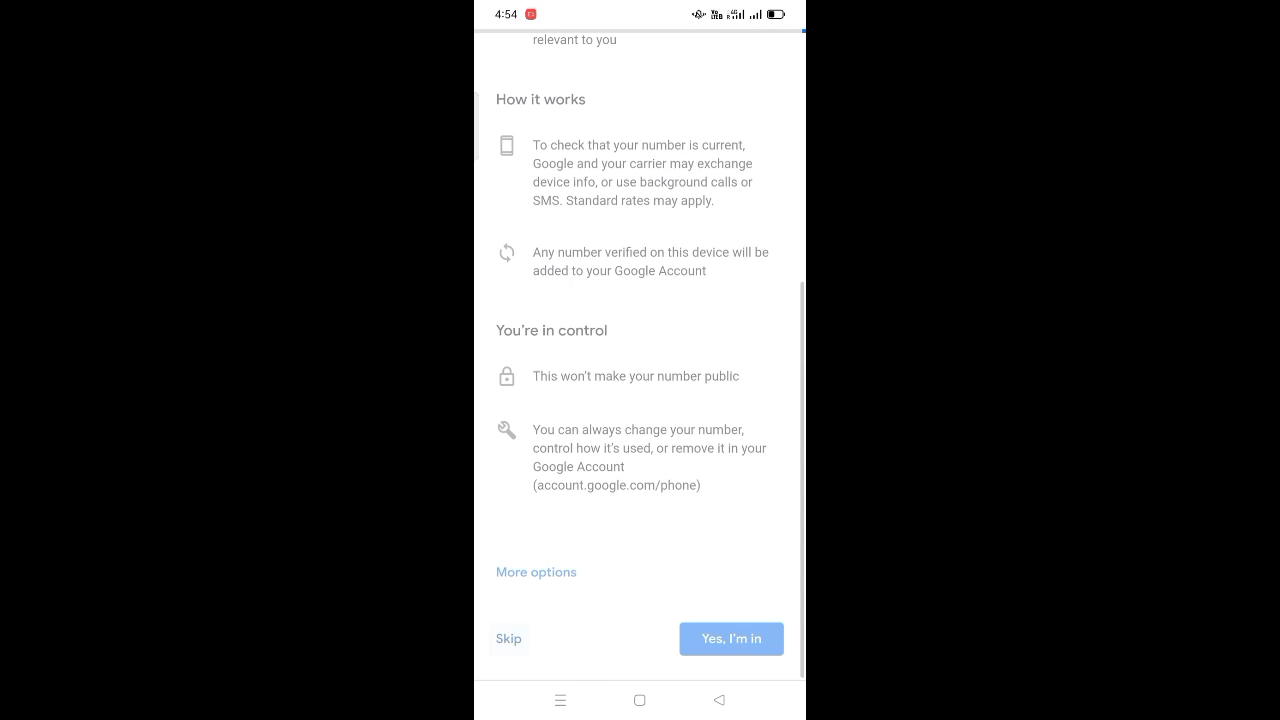 4:54
relevant to you
How it works
To check that your number is current,
Google and your carrier may exchange
device info, or use background calls or
SMS. Standard rates may apply.
Any number verified on this device will be
added to your Google Account
You're in control
This won't make your number public
You can always change your number,
control how it's used, or remove it in your
Google Account
(account.google.com/phone)
More options
Skip
Yes, I'm in